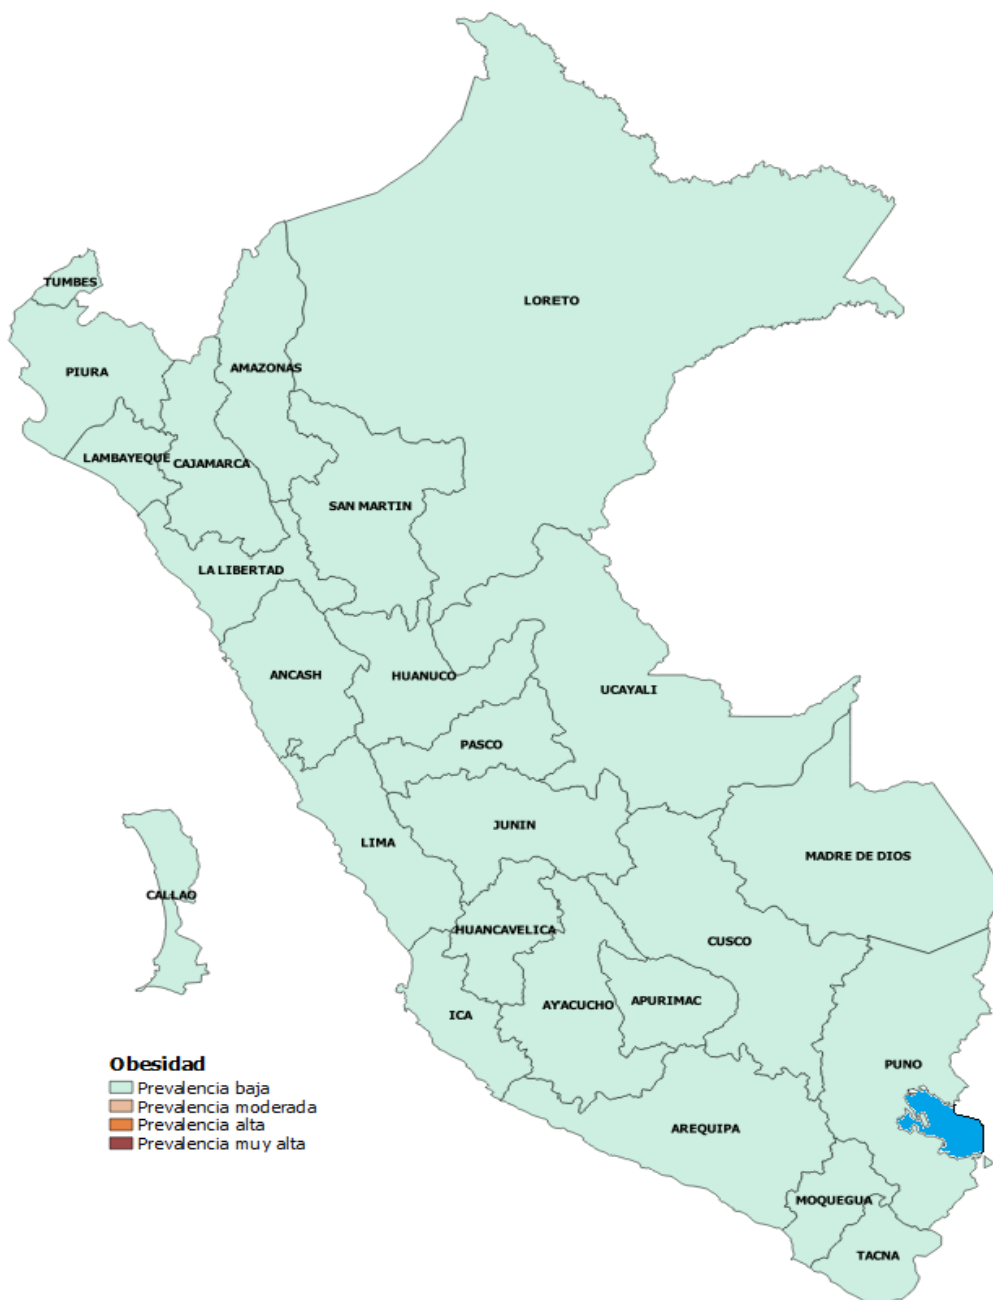 TUMBES
LORETO
PIURA
AMAZONAS
LAMBAYEQUE
CAJAMARCA
SAN MARTIN
LA LIBERTAD
ANCASH
HUANUCO
UCAYALI
PASCO
JUNIN
LIMA
MADRE DE DIOS
CALLAO
HUANCAVELICA
CUSCO
APURIMAC
AYACUCHO
ICA
PUNO
Obesidad
Prevalencia baja
Prevalencia moderada
Prevalencia alta
Prevalencia muy alta
AREQUIPA
MOQUEGUA
TACNA